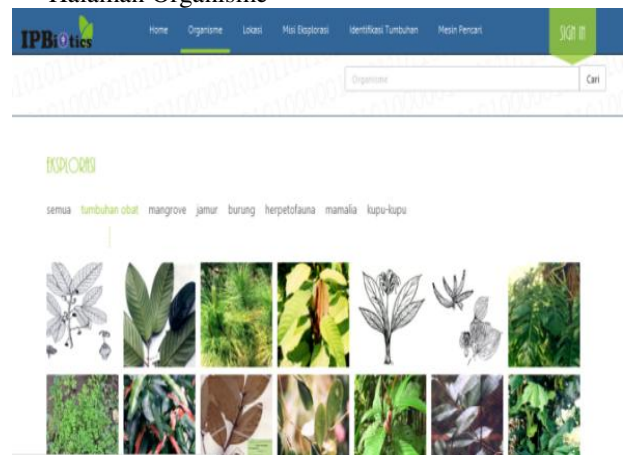 Halaman Organisme
IPBiotics Home Organisme Lokasi Misi Eksplorasi Identifikasi Tumbuhan Mesin Pencari SIGN IN
Organisme Cari
EKSPLORASI
semua tumbuhan obat mangrove jamur burung herpetofauna mamalia kupu-kupu